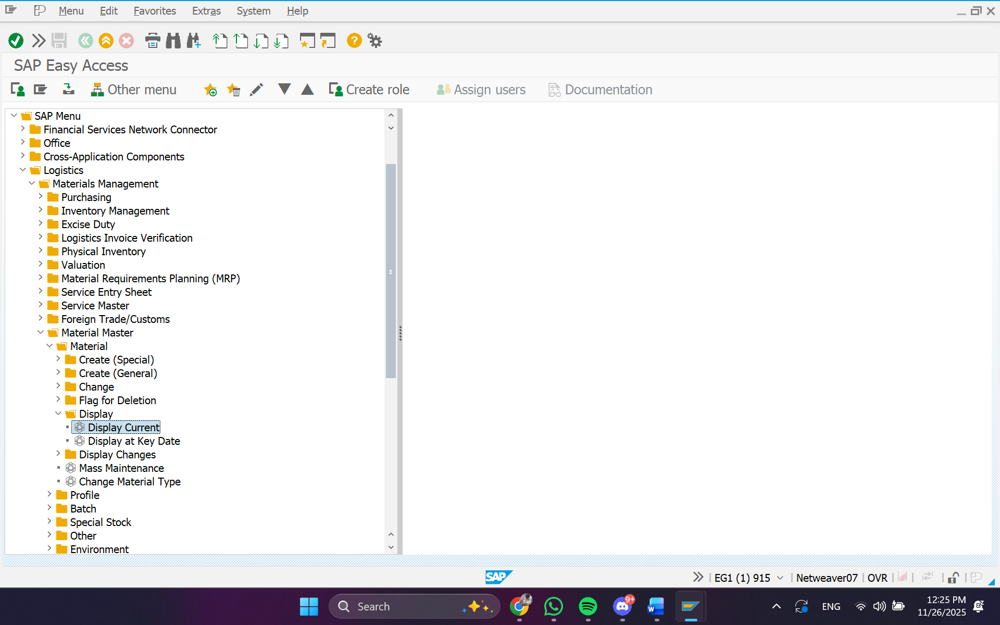 Menu Edit Favorites Extras System Help
SAP Easy Access
Other menu Create role Assign users Documentation
SAP Menu
Financial Services Network Connector
Office
Cross-Application Components
Logistics
Materials Management
Purchasing
Inventory Management
Excise Duty
Logistics Invoice Verification
Physical Inventory
Valuation
Material Requirements Planning (MRP)
Service Entry Sheet
Service Master
Foreign Trade/Customs
Material Master
Material
Create (Special)
Create (General)
Change
Flag for Deletion
Display
Display Current
Display at Key Date
Display Changes
Mass Maintenance
Change Material Type
Profile
Batch
Special Stock
Other
Environment
SAP EG1 (1) 915 Netweaver07 OVR
Search 9+ W ENG 12:25 PM
11/26/2025